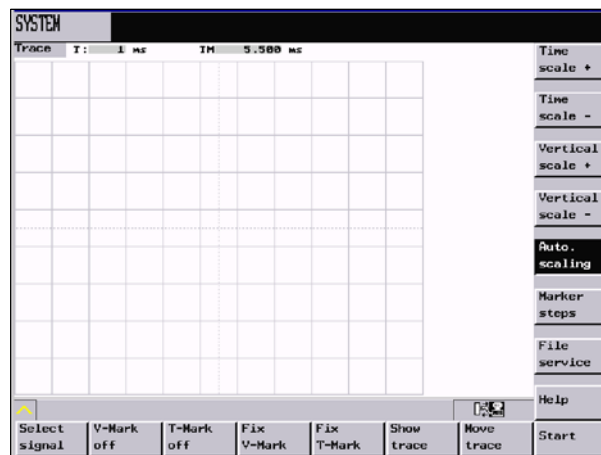 SYSTEM
Trace T: 1 ms TM 5.500 ms
Time
scale +
Time
scale -
Vertical
scale +
Vertical
scale -
Auto.
scaling
Marker
steps
File
service
Help
Select
signal
V-Mark
off
T-Mark
off
Fix
V-Mark
Fix
T-Mark
Show
trace
Move
trace
Start